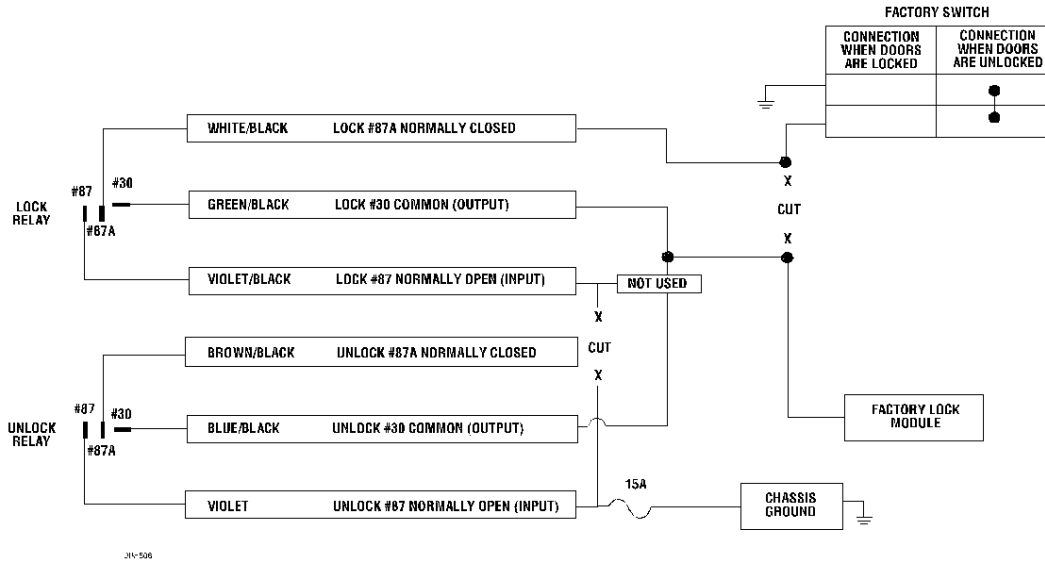 FACTORY SWITCH
CONNECTION WHEN DOORS ARE LOCKED
CONNECTION WHEN DOORS ARE UNLOCKED
WHITE/BLACK LOCK #87A NORMALLY CLOSED
X
CUT
X
#87
#30
LOCK RELAY
#87A
GREEN/BLACK LOCK #30 COMMON (OUTPUT)
VIOLET/BLACK LOCK #87 NORMALLY OPEN (INPUT)
NOT USED
X
CUT
X
BROWN/BLACK UNLOCK #87A NORMALLY CLOSED
#87
#30
UNLOCK RELAY
#87A
BLUE/BLACK UNLOCK #30 COMMON (OUTPUT)
FACTORY LOCK MODULE
VIOLET UNLOCK #87 NORMALLY OPEN (INPUT)
15A
CHASSIS GROUND